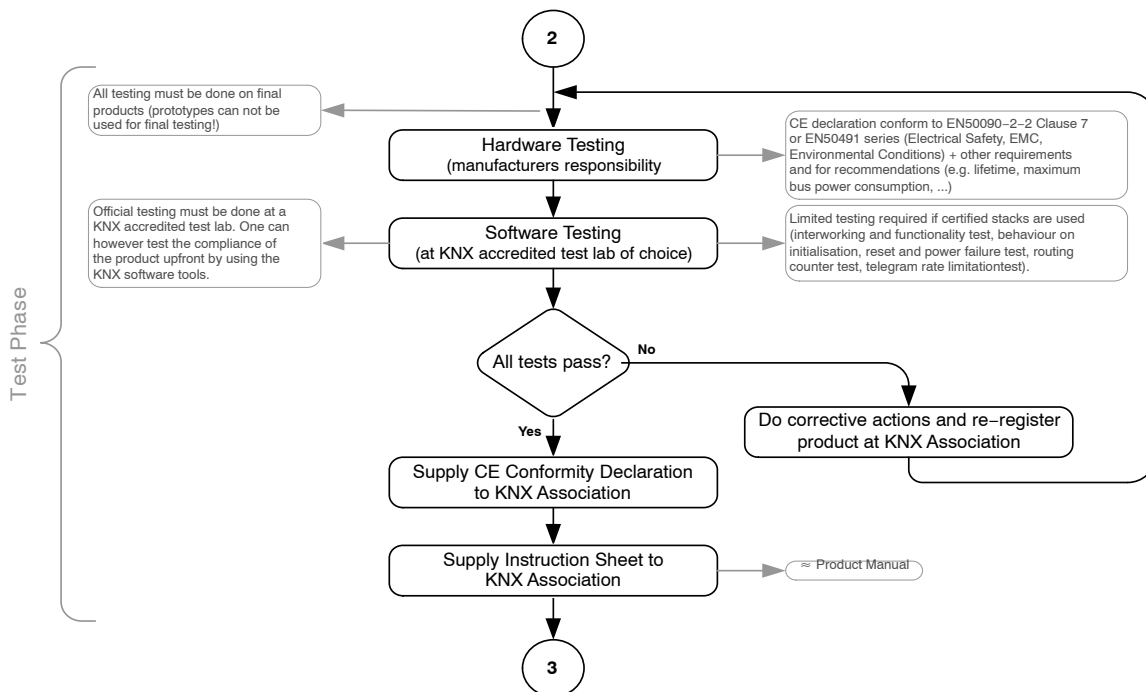 2
All testing must be done on final
products (prototypes can not be
used for final testing!)
Hardware Testing
(manufacturers responsibility
CE declaration conform to EN50090−2−2 Clause 7
or EN50491 series (Electrical Safety, EMC,
Environmental Conditions) + other requirements
and for recommendations (e.g. lifetime, maximum
bus power consumption, ...)
Official testing must be done at a
KNX accredited test lab. One can
however test the compliance of
the product upfront by using the
KNX software tools.
Software Testing
(at KNX accredited test lab of choice)
Limited testing required if certified stacks are used
(interworking and functionality test, behaviour on
initialisation, reset and power failure test, routing
counter test, telegram rate limitationtest).
Test Phase
All tests pass?
No
Do corrective actions and re−register
product at KNX Association
Yes
Supply CE Conformity Declaration
to KNX Association
Supply Instruction Sheet to
KNX Association
≈ Product Manual
3